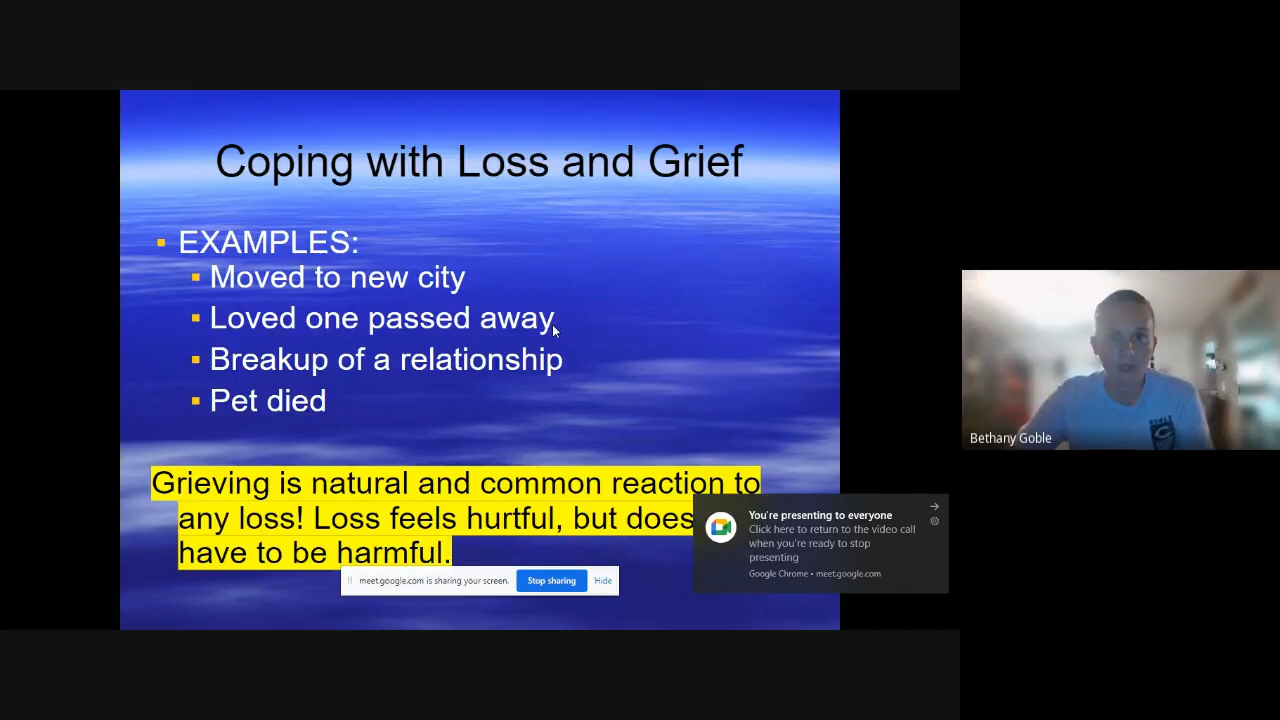 Coping with Loss and Grief
EXAMPLES:
Moved to new city
Loved one passed away
Breakup of a relationship
Pet died
Grieving is natural and common reaction to
any loss! Loss feels hurtful, but does
have to be harmful.
You're presenting to everyone
Click here to return to the video call
when you're ready to stop
presenting
Google Chrome • meet.google.com
meet.google.com is sharing your screen.
Stop sharing
Hide
Bethany Goble